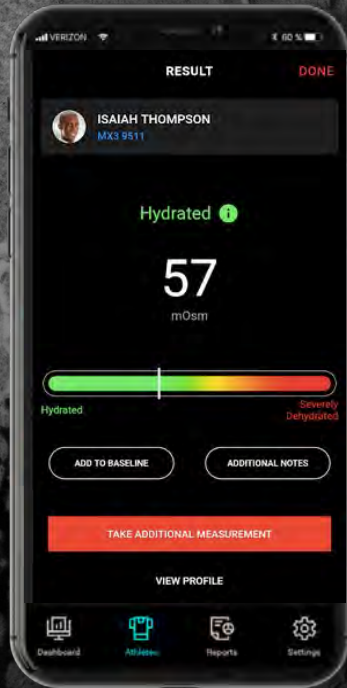 VERIZON 60 %
RESULT DONE
ISAIAH THOMPSON
MX3 9511
Hydrated i
57
mOsm
Hydrated Severely
Dehydrated
ADD TO BASELINE ADDITIONAL NOTES
TAKE ADDITIONAL MEASUREMENT
VIEW PROFILE
Dashboard Athletes Reports Settings